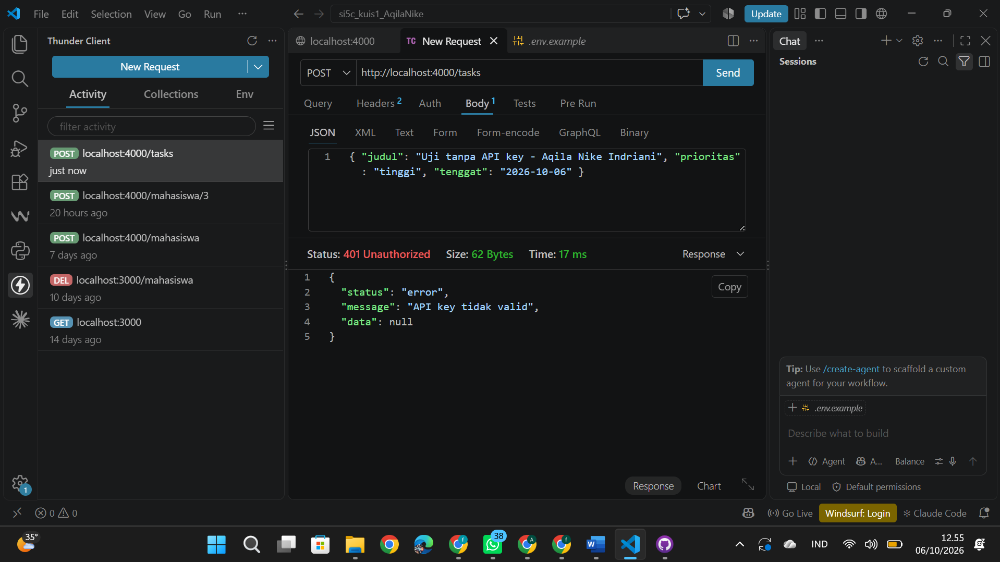 File Edit Selection View Go Run
si5c_kuis1_AqilaNike
Update
Thunder Client
New Request
Activity Collections Env
filter activity
POST localhost:4000/tasks
just now
POST localhost:4000/mahasiswa/3
20 hours ago
POST localhost:4000/mahasiswa
7 days ago
DEL localhost:3000/mahasiswa
10 days ago
GET localhost:3000
14 days ago
1
localhost:4000
TC New Request
.env.example
POST http://localhost:4000/tasks Send
Query Headers 2 Auth Body 1 Tests Pre Run
JSON XML Text Form Form-encode GraphQL Binary
1 { "judul": "Uji tanpa API key - Aqila Nike Indriani", "prioritas"
: "tinggi", "tenggat": "2026-10-06" }
Status: 401 Unauthorized Size: 62 Bytes Time: 17 ms Response
1 {
2 "status": "error",
3 "message": "API key tidak valid",
4 "data": null
5 }
Copy
Response Chart
Chat
Sessions
Tip: Use /create-agent to scaffold a custom
agent for your workflow.
.env.example
Describe what to build
Agent A... Balance
Local Default permissions
0 0
Go Live Windsurf: Login Claude Code
35°
38
IND
12.55
06/10/2026